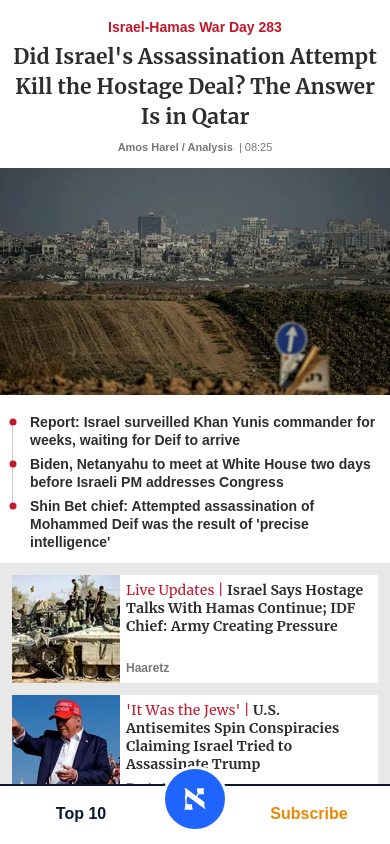 Israel-Hamas War Day 283
Did Israel's Assassination Attempt
Kill the Hostage Deal? The Answer
Is in Qatar
Amos Harel / Analysis | 08:25
Report: Israel surveilled Khan Yunis commander for
weeks, waiting for Deif to arrive
Biden, Netanyahu to meet at White House two days
before Israeli PM addresses Congress
Shin Bet chief: Attempted assassination of
Mohammed Deif was the result of 'precise
intelligence'
Live Updates | Israel Says Hostage
Talks With Hamas Continue; IDF
Chief: Army Creating Pressure
Haaretz
'It Was the Jews' | U.S.
Antisemites Spin Conspiracies
Claiming Israel Tried to
Assassinate Trump
Top 10
Subscribe